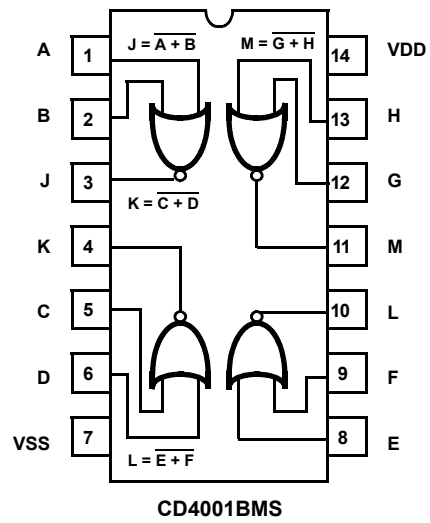 J = A + B M = G + H
A 1 14 VDD
B 2 13 H
J 3 12 G
K = C + D
K 4 11 M
C 5 10 L
D 6 9 F
VSS 7 8 E
L = E + F
CD4001BMS